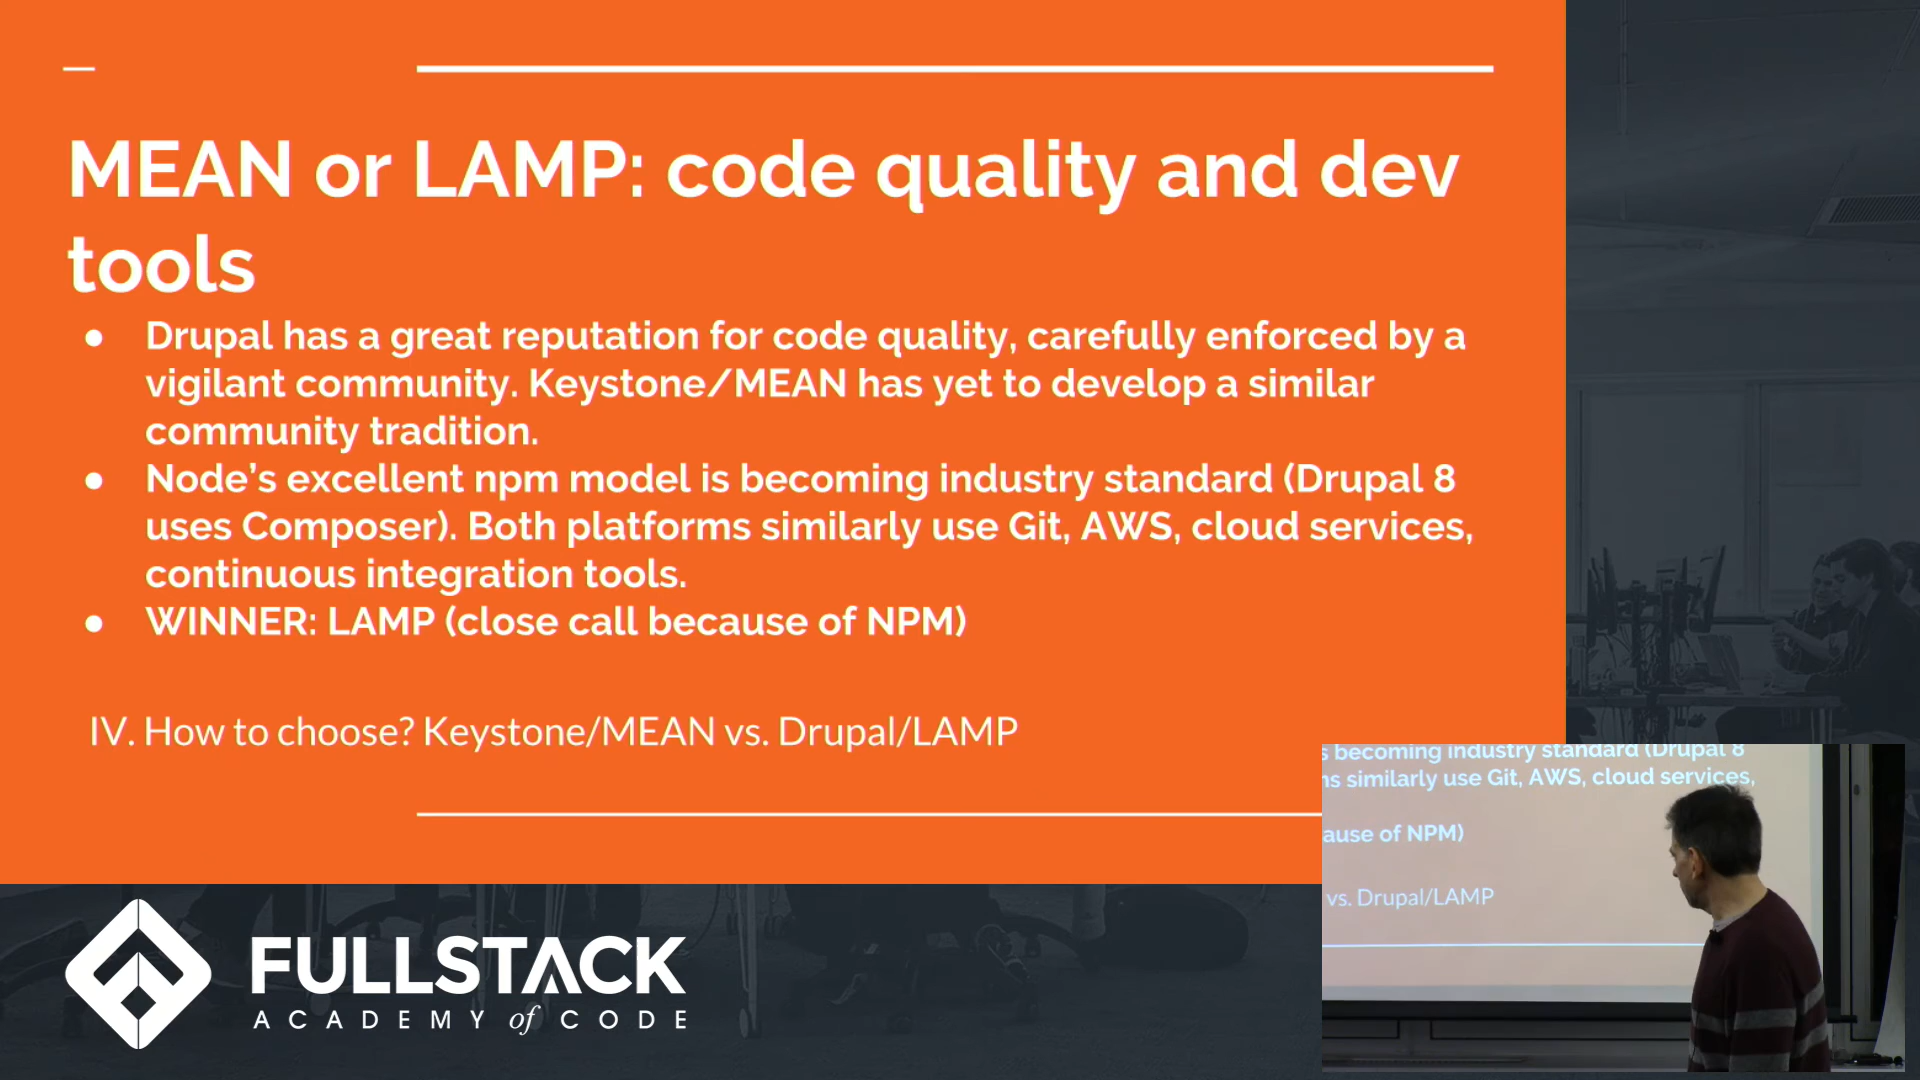 MEAN or LAMP: code quality and dev
tools
● Drupal has a great reputation for code quality, carefully enforced by a
vigilant community. Keystone/MEAN has yet to develop a similar
community tradition.
● Node’s excellent npm model is becoming industry standard (Drupal 8
uses Composer). Both platforms similarly use Git, AWS, cloud services,
continuous integration tools.
● WINNER: LAMP (close call because of NPM)
IV. How to choose? Keystone/MEAN vs. Drupal/LAMP
s becoming industry standard (Drupal 8
ns similarly use Git, AWS, cloud services,
ause of NPM)
vs. Drupal/LAMP
FULLSTACK
ACADEMY of CODE